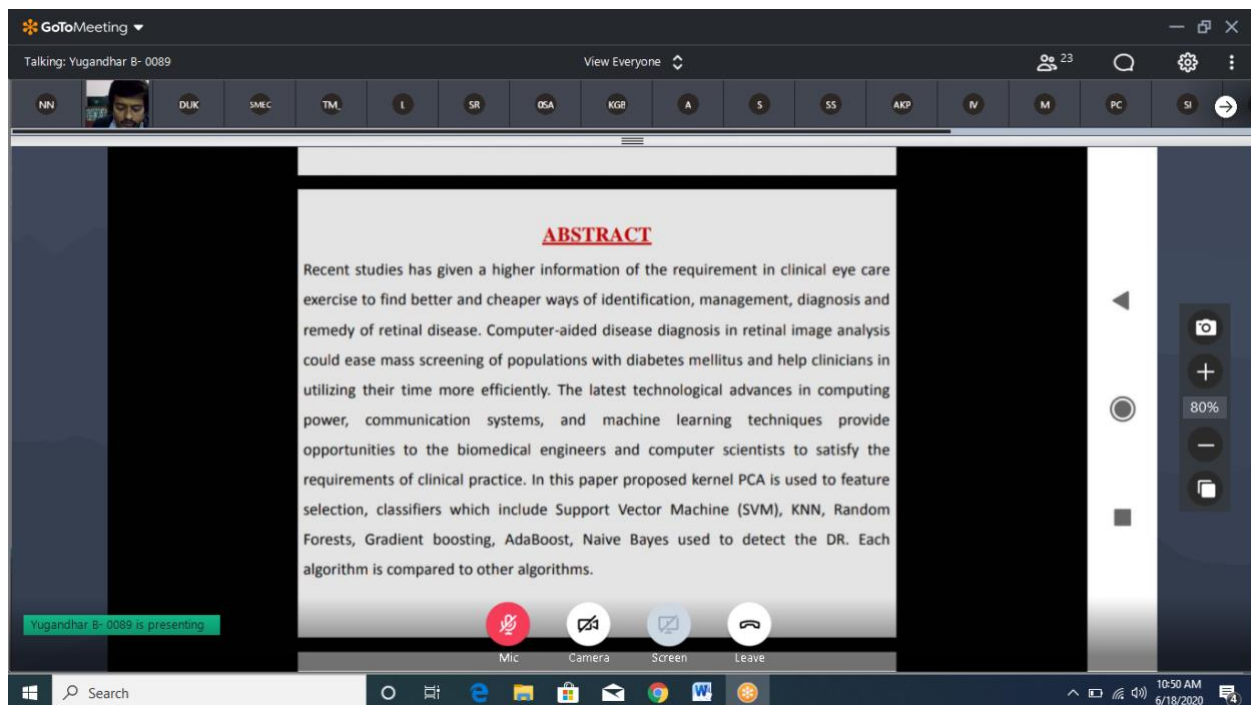 GoToMeeting
Talking: Yugandhar B- 0089
View Everyone
23
NN
DUK
SMEC
TM_
L
SR
OSA
KGB
A
S
SS
AKP
IV
M
PC
SI
ABSTRACT
Recent studies has given a higher information of the requirement in clinical eye care
exercise to find better and cheaper ways of identification, management, diagnosis and
remedy of retinal disease. Computer-aided disease diagnosis in retinal image analysis
could ease mass screening of populations with diabetes mellitus and help clinicians in
utilizing their time more efficiently. The latest technological advances in computing
power, communication systems, and machine learning techniques provide
opportunities to the biomedical engineers and computer scientists to satisfy the
requirements of clinical practice. In this paper proposed kernel PCA is used to feature
selection, classifiers which include Support Vector Machine (SVM), KNN, Random
Forests, Gradient boosting, AdaBoost, Naive Bayes used to detect the DR. Each
algorithm is compared to other algorithms.
80%
Yugandhar B- 0089 is presenting
Mic
Camera
Screen
Leave
Search
10:50 AM
6/18/2020
4